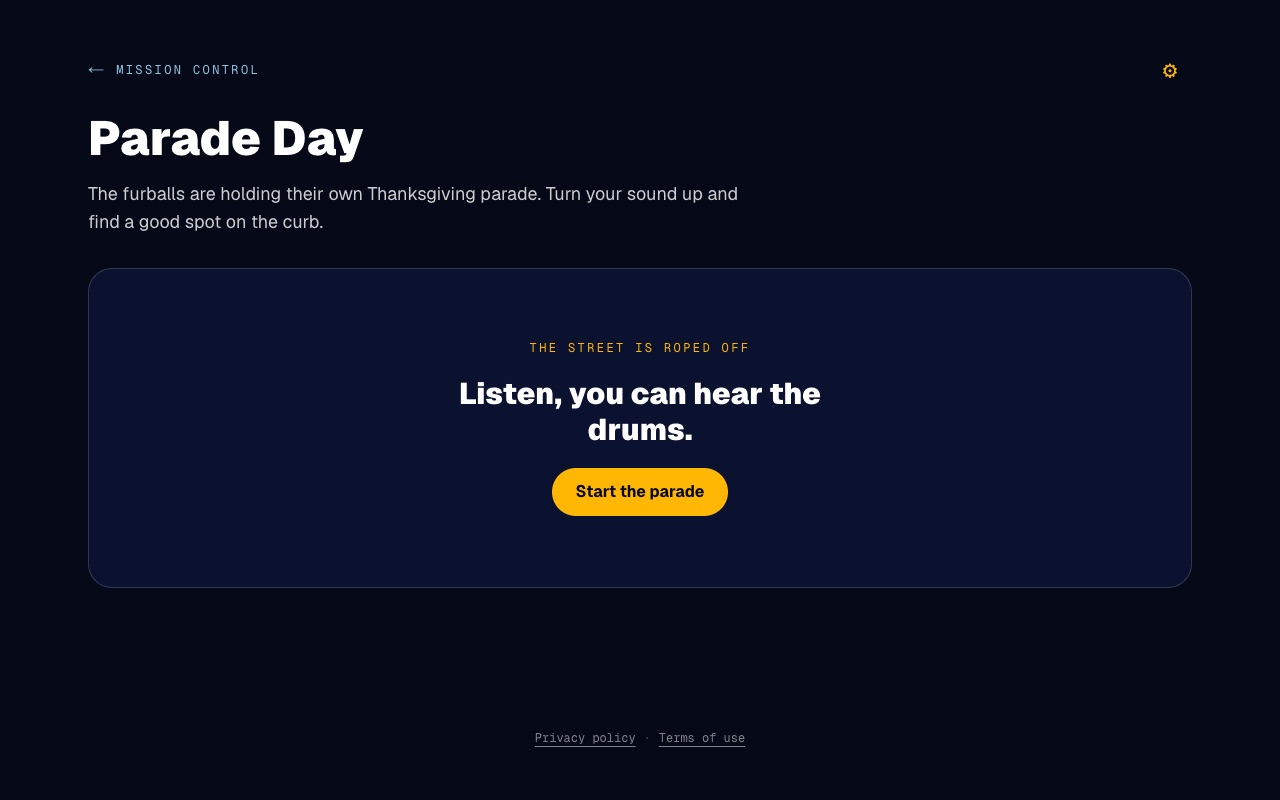 ← MISSION CONTROL
Parade Day
The furballs are holding their own Thanksgiving parade. Turn your sound up and
find a good spot on the curb.
THE STREET IS ROPED OFF
Listen, you can hear the
drums.
Start the parade
Privacy policy · Terms of use